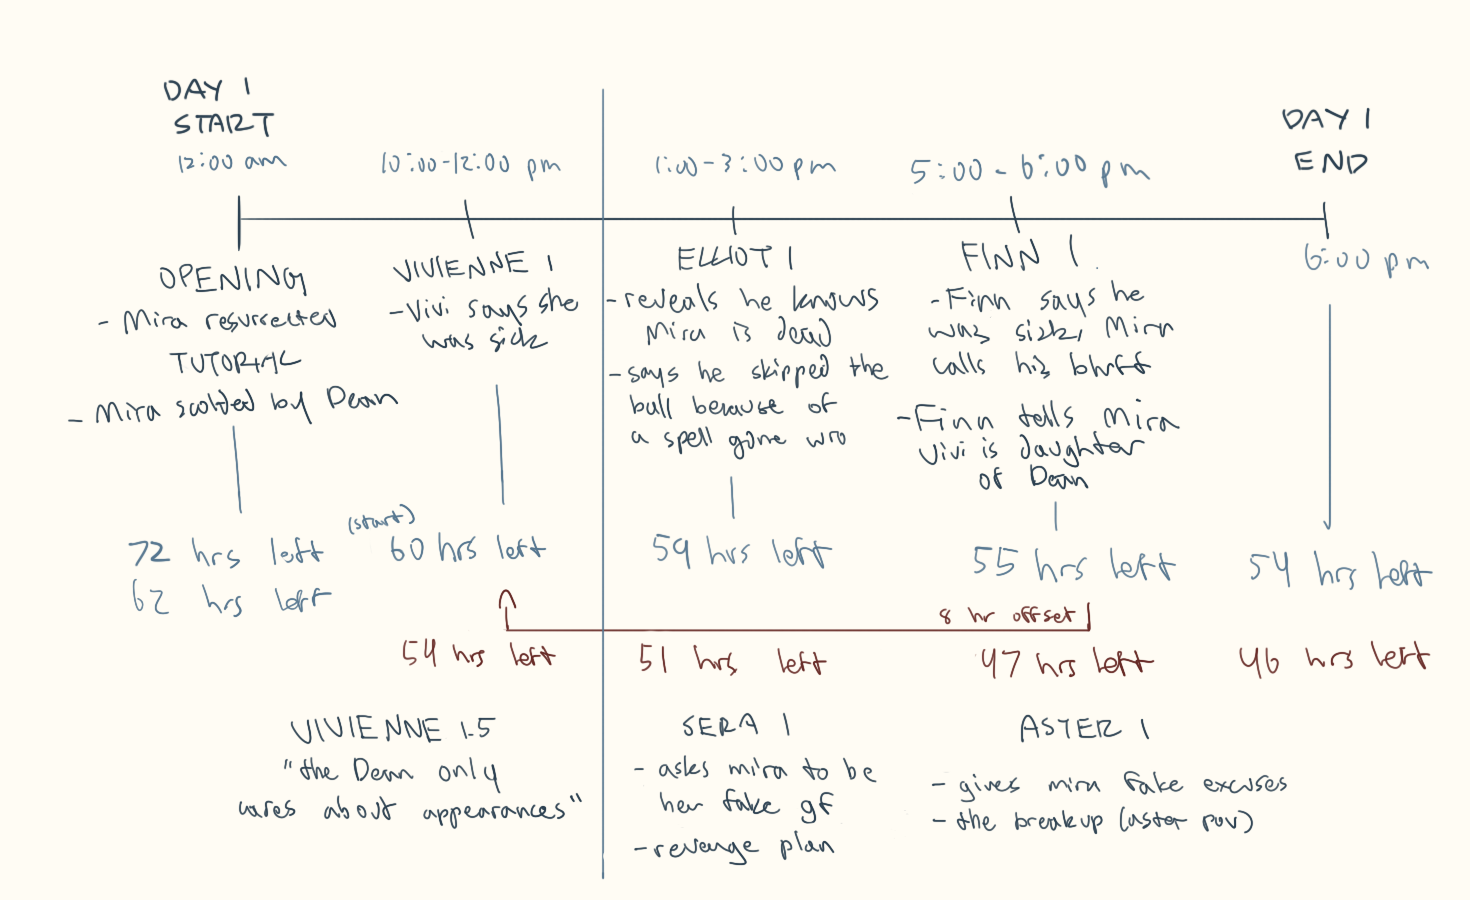 DAY 1
START
12:00 am
10:00-12:00 pm
1:00-3:00 pm
5:00 - 6:00 pm
DAY 1
END
OPENING
- Mira resurrected
TUTORIAL
- Mira scolded by Dean
VIVIENNE 1
-Vivi says she
was sick
ELLIOT 1
-reveals he knows
Mira is dead
-says he skipped the
ball because of
a spell gone wro
FINN 1.
-Finn says he
was sick, Mira
calls his bluff
-Finn tells Mira
Vivi is daughter
of Dean
6:00 pm
72 hrs left
62 hrs left
(start)
60 hrs left
59 hrs left
55 hrs left
54 hrs left
8 hr offset
54 hrs left
51 hrs left
47 hrs left
46 hrs left
VIVIENNE 1.5
"the Dean only
cares about appearances"
SERA 1
- asks mira to be
her fake gf
-revenge plan
ASTER 1
- gives mira fake excuses
- the breakup (aster pov)